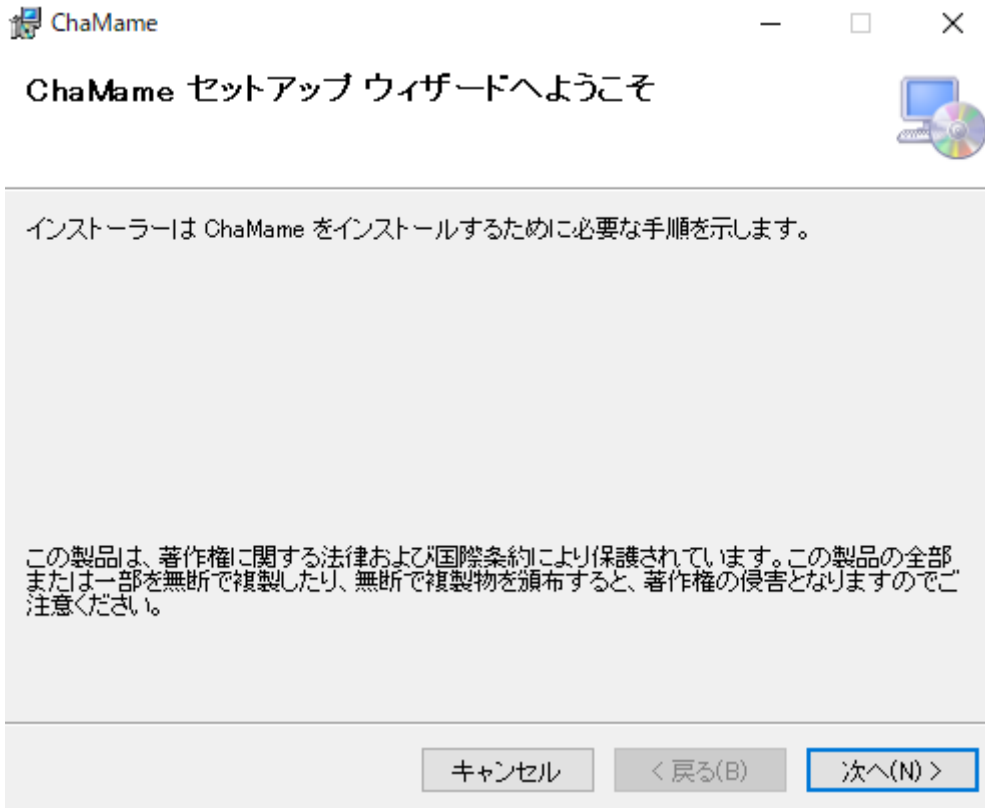 ChaMame
ChaMame セットアップ ウィザードへようこそ
インストーラーは ChaMame をインストールするために必要な手順を示します。
この製品は、著作権に関する法律および国際条約により保護されています。この製品の全部
または一部を無断で複製したり、無断で複製物を頒布すると、著作権の侵害となりますのでご
注意ください。
キャンセル
< 戻る(B)
次へ(N) >